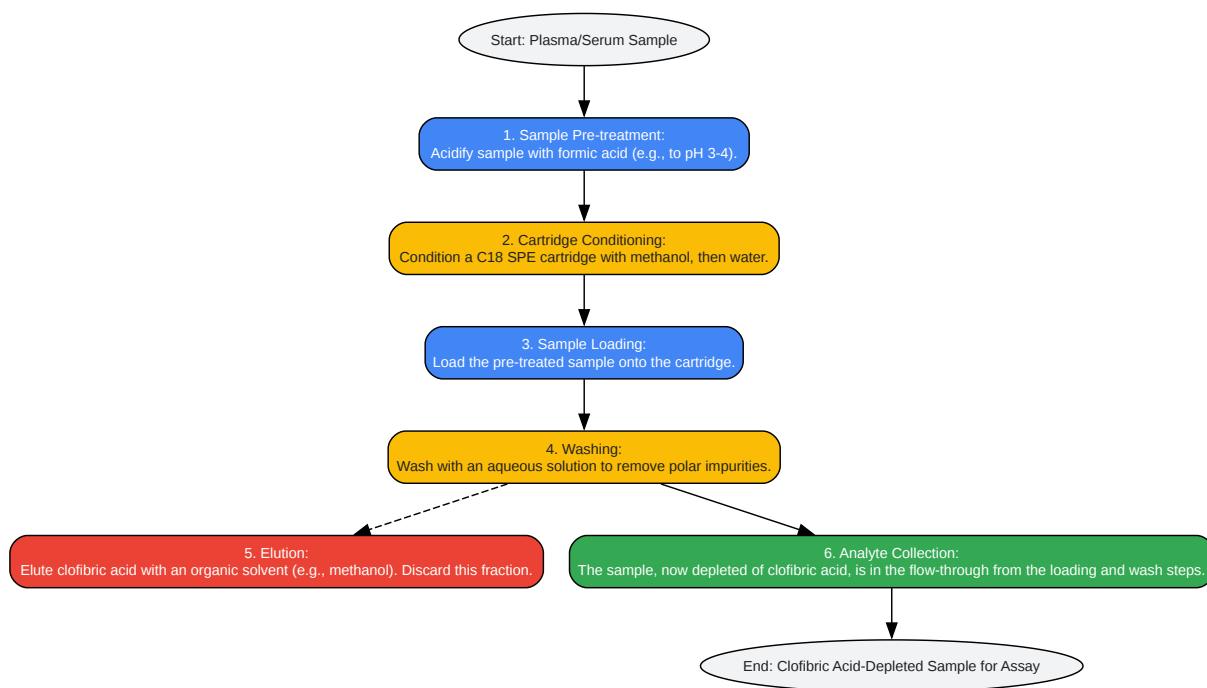 Start: Plasma/Serum Sample
1. Sample Pre-treatment:
Acidify sample with formic acid (e.g., to pH 3-4).
2. Cartridge Conditioning:
Condition a C18 SPE cartridge with methanol, then water.
3. Sample Loading:
Load the pre-treated sample onto the cartridge.
4. Washing:
Wash with an aqueous solution to remove polar impurities.
5. Elution:
Elute clofibric acid with an organic solvent (e.g., methanol). Discard this fraction.
6. Analyte Collection:
The sample, now depleted of clofibric acid, is in the flow-through from the loading and wash steps.
End: Clofibric Acid-Depleted Sample for Assay